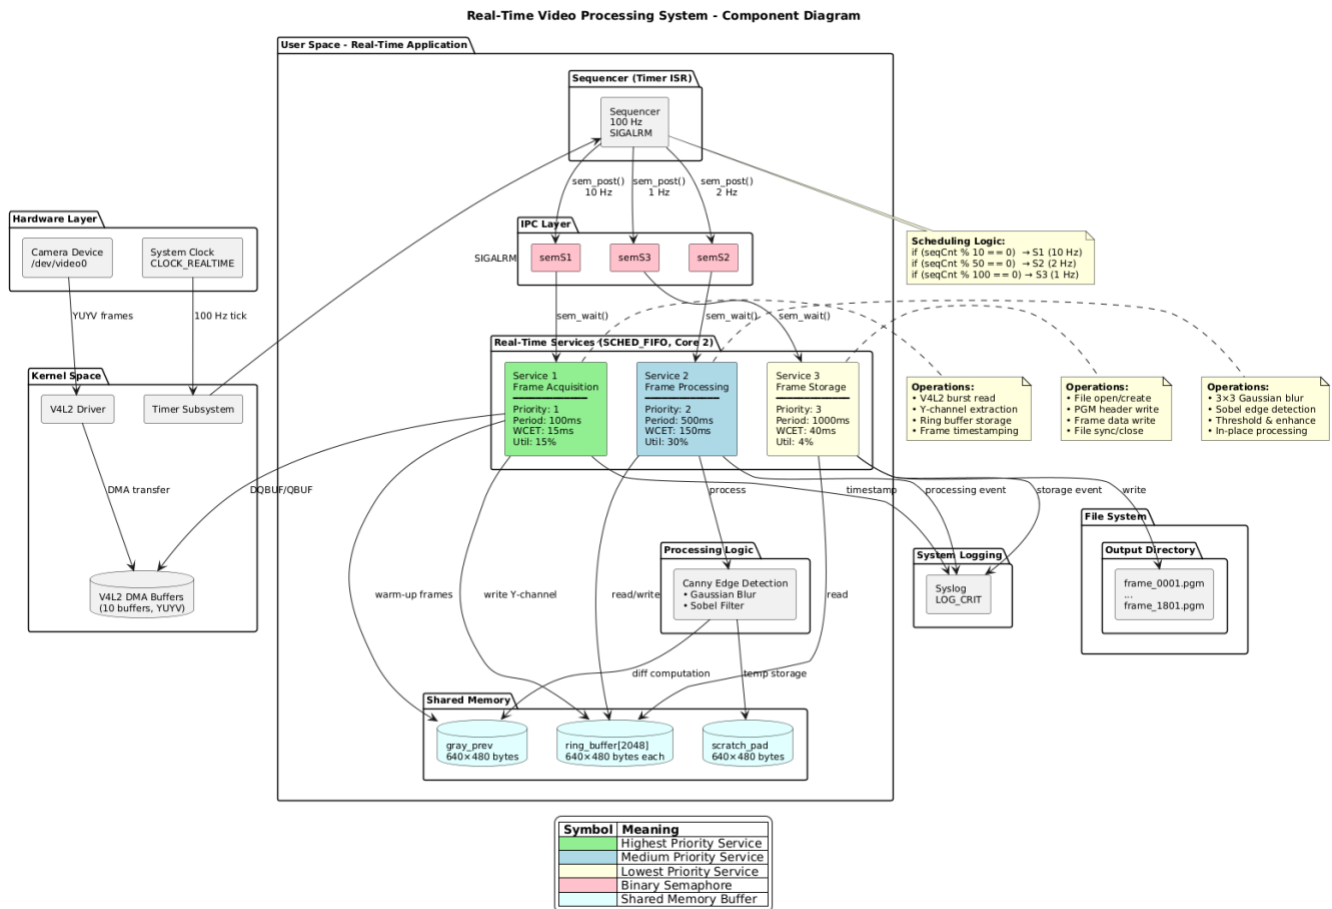 Real-Time Video Processing System - Component Diagram
User Space - Real-Time Application
Sequencer (Timer ISR)
Sequencer
100 Hz
SIGALRM
sem_post()
10 Hz
sem_post()
1 Hz
sem_post()
2 Hz
Hardware Layer
Camera Device
/dev/video0
System Clock
CLOCK_REALTIME
IPC Layer
semS1
semS3
semS2
SIGALRM
Scheduling Logic:
if (seqCnt % 10 == 0) → S1 (10 Hz)
if (seqCnt % 50 == 0) → S2 (2 Hz)
if (seqCnt % 100 == 0) → S3 (1 Hz)
YUYV frames
100 Hz tick
sem_wait()
sem_wait()
sem_wait()
Kernel Space
V4L2 Driver
Timer Subsystem
Real-Time Services (SCHED_FIFO, Core 2)
Service 1
Frame Acquisition
Priority: 1
Period: 100ms
WCET: 15ms
Util: 15%
Service 2
Frame Processing
Priority: 2
Period: 500ms
WCET: 150ms
Util: 30%
Service 3
Frame Storage
Priority: 3
Period: 1000ms
WCET: 40ms
Util: 4%
Operations:
• V4L2 burst read
• Y-channel extraction
• Ring buffer storage
• Frame timestamping
Operations:
• File open/create
• PGM header write
• Frame data write
• File sync/close
Operations:
• 3×3 Gaussian blur
• Sobel edge detection
• Threshold & enhance
• In-place processing
DMA transfer
DQBUF/QBUF
process
timestamp
processing event
storage event
write
V4L2 DMA Buffers
(10 buffers, YUYV)
Processing Logic
Canny Edge Detection
• Gaussian Blur
• Sobel Filter
System Logging
Syslog
LOG_CRIT
File System
Output Directory
frame_0001.pgm
...
frame_1801.pgm
warm-up frames
write Y-channel
read/write
read
diff computation
temp storage
Shared Memory
gray_prev
640×480 bytes
ring_buffer[2048]
640×480 bytes each
scratch_pad
640×480 bytes
Symbol Meaning
Highest Priority Service
Medium Priority Service
Lowest Priority Service
Binary Semaphore
Shared Memory Buffer